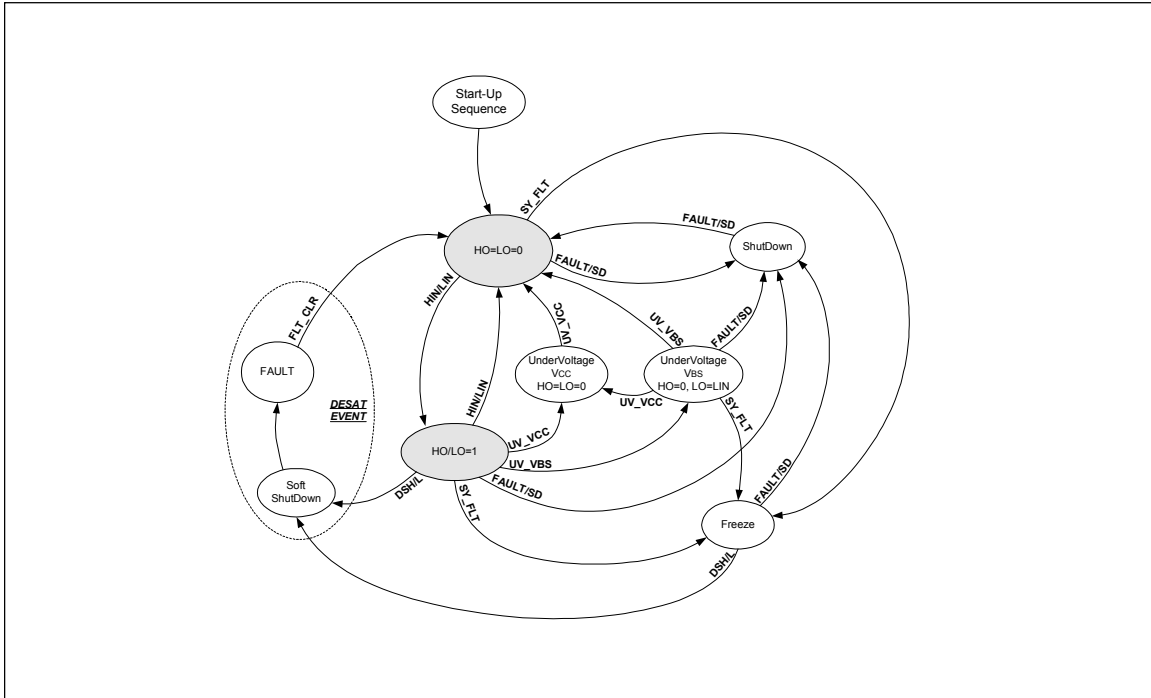 Start-Up
Sequence
SY_FLT
FAULT/SD
HO=LO=0
ShutDown
FAULT/SD
HIN/LIN
UV_VCC
UV_VBS
FAULT/SD
FLT_CLR
UnderVoltage
VCC
HO=LO=0
UnderVoltage
VBS
HO=0, LO=LIN
FAULT
DESAT
EVENT
HIN/LIN
UV_VCC
SY_FLT
HO/LO=1
UV_VCC
UV_VBS
FAULT/SD
Soft
ShutDown
DSH/L
SY_FLT
FAULT/SD
Freeze
DSH/L